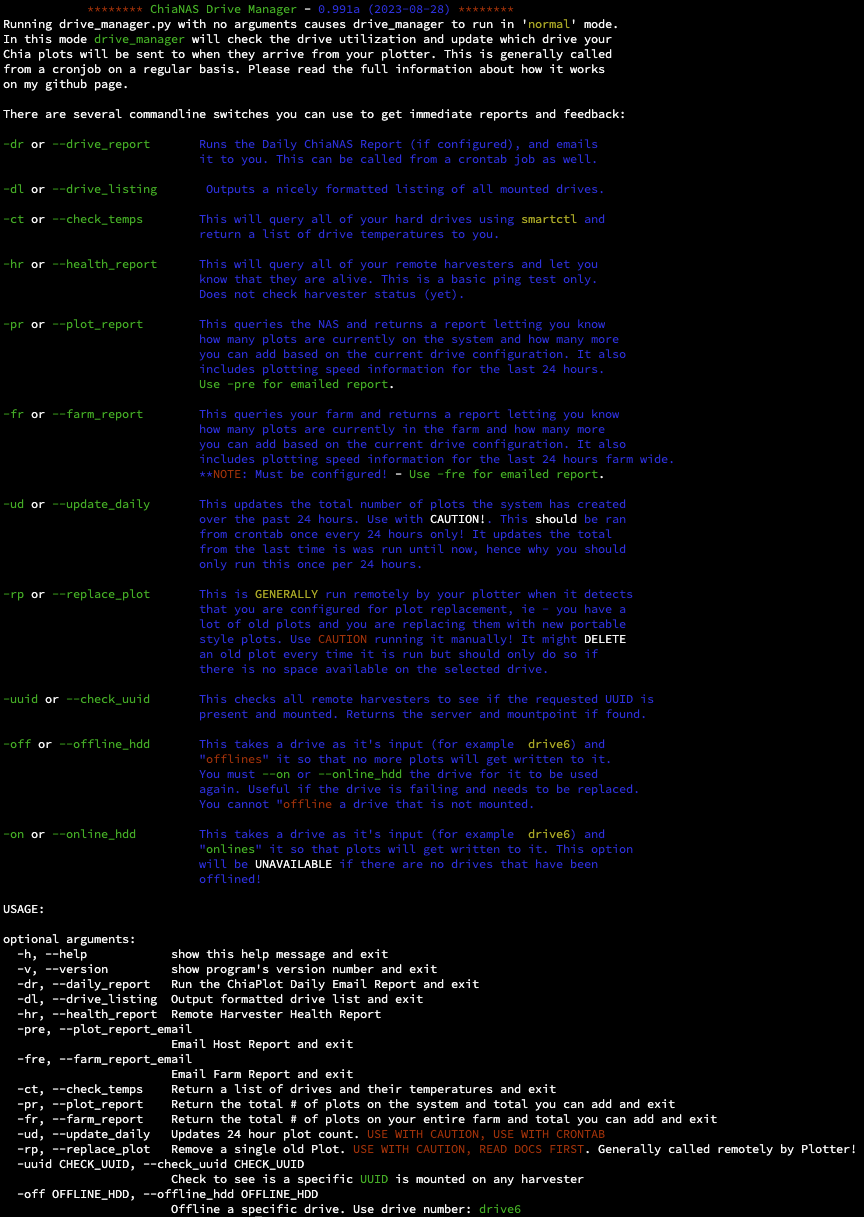 ******** ChiaNAS Drive Manager - 0.991a (2023-08-28) ********
Running drive_manager.py with no arguments causes drive_manager to run in 'normal' mode.
In this mode drive_manager will check the drive utilization and update which drive your
Chia plots will be sent to when they arrive from your plotter. This is generally called
from a cronjob on a regular basis. Please read the full information about how it works
on my github page.
There are several commandline switches you can use to get immediate reports and feedback:
-dr or --drive_report Runs the Daily ChiaNAS Report (if configured), and emails
it to you. This can be called from a crontab job as well.
-dl or --drive_listing Outputs a nicely formatted listing of all mounted drives.
-ct or --check_temps This will query all of your hard drives using smartctl and
return a list of drive temperatures to you.
-hr or --health_report This will query all of your remote harvesters and let you
know that they are alive. This is a basic ping test only.
Does not check harvester status (yet).
-pr or --plot_report This queries the NAS and returns a report letting you know
how many plots are currently on the system and how many more
you can add based on the current drive configuration. It also
includes plotting speed information for the last 24 hours.
Use -pre for emailed report.
-fr or --farm_report This queries your farm and returns a report letting you know
how many plots are currently in the farm and how many more
you can add based on the current drive configuration. It also
includes plotting speed information for the last 24 hours farm wide.
**NOTE: Must be configured! - Use -fre for emailed report.
-ud or --update_daily This updates the total number of plots the system has created
over the past 24 hours. Use with CAUTION!. This should be ran
from crontab once every 24 hours only! It updates the total
from the last time is was run until now, hence why you should
only run this once per 24 hours.
-rp or --replace_plot This is GENERALLY run remotely by your plotter when it detects
that you are configured for plot replacement, ie - you have a
lot of old plots and you are replacing them with new portable
style plots. Use CAUTION running it manually! It might DELETE
an old plot every time it is run but should only do so if
there is no space available on the selected drive.
-uuid or --check_uuid This checks all remote harvesters to see if the requested UUID is
present and mounted. Returns the server and mountpoint if found.
-off or --offline_hdd This takes a drive as it's input (for example  drive6) and
"offlines" it so that no more plots will get written to it.
You must --on or --online_hdd the drive for it to be used
again. Useful if the drive is failing and needs to be replaced.
You cannot "offline a drive that is not mounted.
-on or --online_hdd This takes a drive as it's input (for example  drive6) and
"onlines" it so that plots will get written to it. This option
will be UNAVAILABLE if there are no drives that have been
offlined!
USAGE:
optional arguments:
-h, --help show this help message and exit
-v, --version show program's version number and exit
-dr, --daily_report Run the ChiaPlot Daily Email Report and exit
-dl, --drive_listing Output formatted drive list and exit
-hr, --health_report Remote Harvester Health Report
-pre, --plot_report_email
Email Host Report and exit
-fre, --farm_report_email
Email Farm Report and exit
-ct, --check_temps Return a list of drives and their temperatures and exit
-pr, --plot_report Return the total # of plots on the system and total you can add and exit
-fr, --farm_report Return the total # of plots on your entire farm and total you can add and exit
-ud, --update_daily Updates 24 hour plot count. USE WITH CAUTION, USE WITH CRONTAB
-rp, --replace_plot Remove a single old Plot. USE WITH CAUTION, READ DOCS FIRST. Generally called remotely by Plotter!
-uuid CHECK_UUID, --check_uuid CHECK_UUID
Check to see is a specific UUID is mounted on any harvester
-off OFFLINE_HDD, --offline_hdd OFFLINE_HDD
Offline a specific drive. Use drive number: drive6